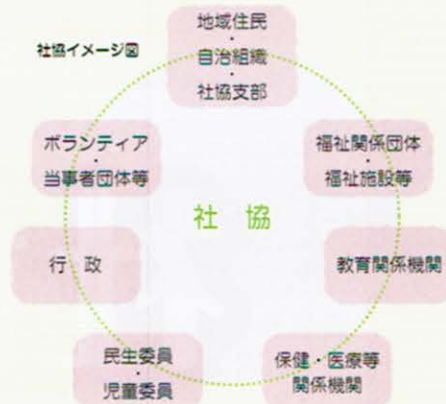 社協イメージ図
地域住民
・
自治組織
・
社協支部
ボランティア
・
当事者団体等
福祉関係団体
・
福祉施設等
社 協
行 政
教育関係機関
民生委員
・
児童委員
保健・医療等
関係機関